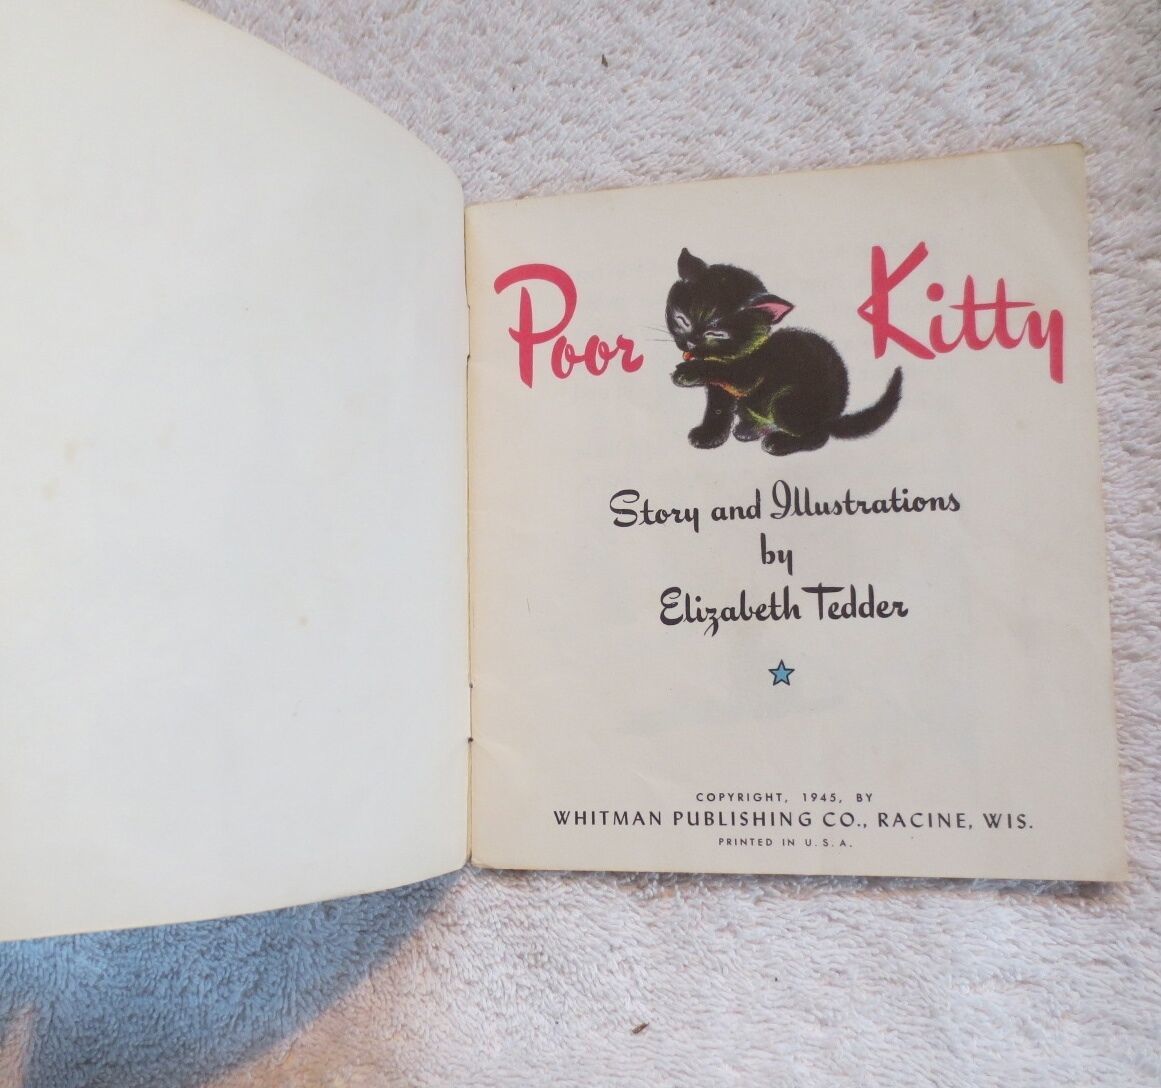 Poor Kitty
Story and Illustrations
by
Elizabeth Tedder
COPYRIGHT, 1945, BY
WHITMAN PUBLISHING CO., RACINE, WIS.
PRINTED IN U.S.A.